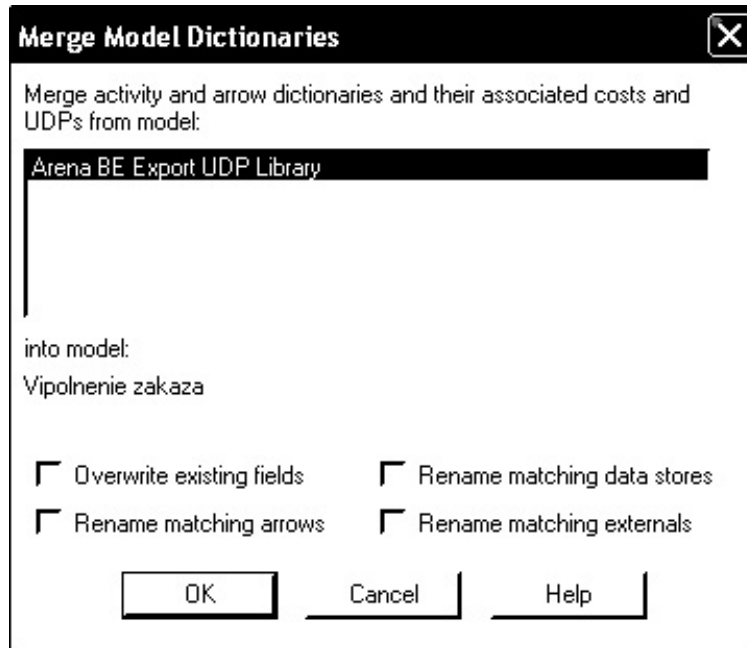 Merge Model Dictionaries
Merge activity and arrow dictionaries and their associated costs and
UDPs from model:
Arena BE Export UDP Library
into model:
Vipolnenie zakaza
Overwrite existing fields
Rename matching data stores
Rename matching arrows
Rename matching externals
OK
Cancel
Help